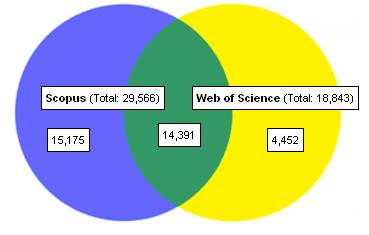 Scopus (Total: 29,566)
Web of Science (Total: 18,843)
15,175
14,391
4,452